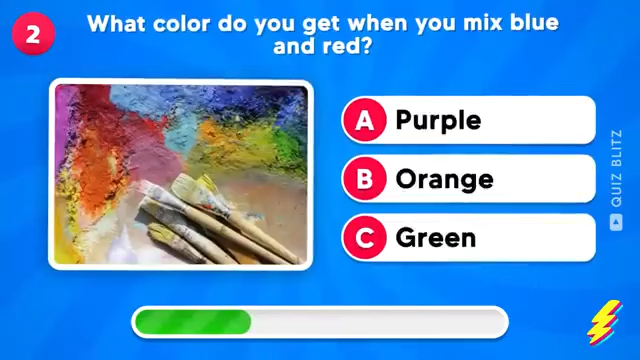 2
What color do you get when you mix blue
and red?
A Purple
B Orange
C Green
QUIZ BLITZ